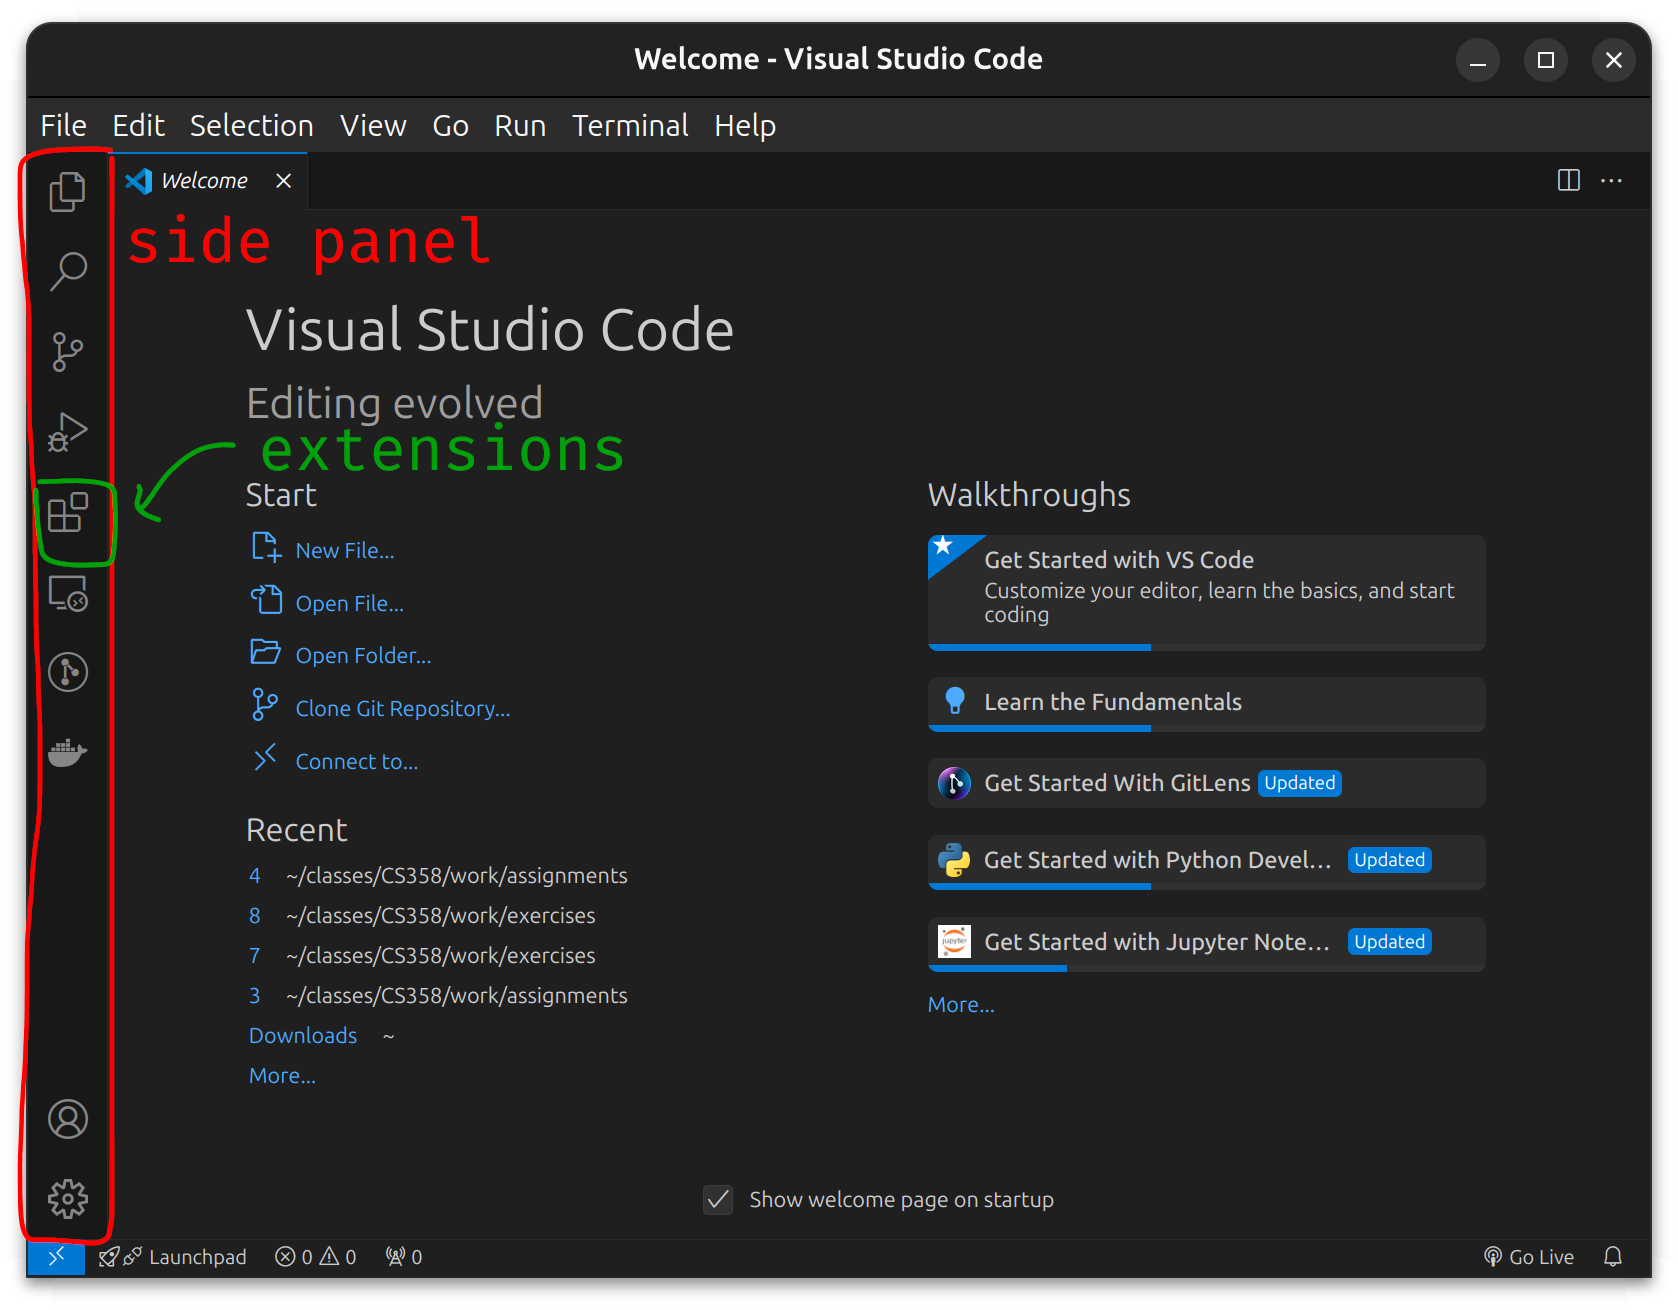 Welcome - Visual Studio Code
File Edit Selection View Go Run Terminal Help
Welcome
side panel
Visual Studio Code
Editing evolved
extensions
Start
New File...
Open File...
Open Folder...
Clone Git Repository...
Connect to...
Recent
4 ~/classes/CS358/work/assignments
8 ~/classes/CS358/work/exercises
7 ~/classes/CS358/work/exercises
3 ~/classes/CS358/work/assignments
Downloads ~
More...
Walkthroughs
Get Started with VS Code
Customize your editor, learn the basics, and start
coding
Learn the Fundamentals
Get Started With GitLens Updated
Get Started with Python Devel... Updated
jupyter
Get Started with Jupyter Note... Updated
More...
Show welcome page on startup
Launchpad 0 0 0 Go Live